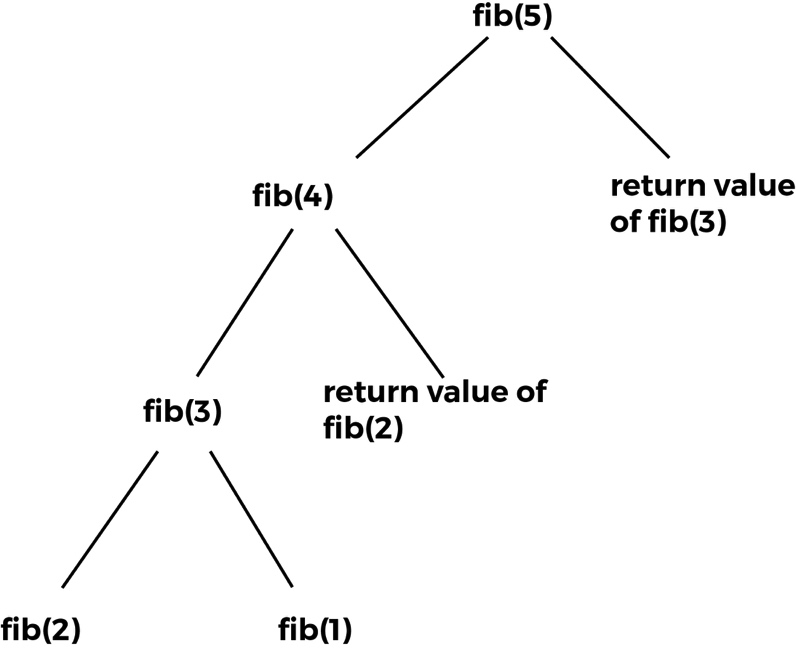 fib(5)
fib(4)
return value
of fib(3)
fib(3)
return value of
fib(2)
fib(2)
fib(1)